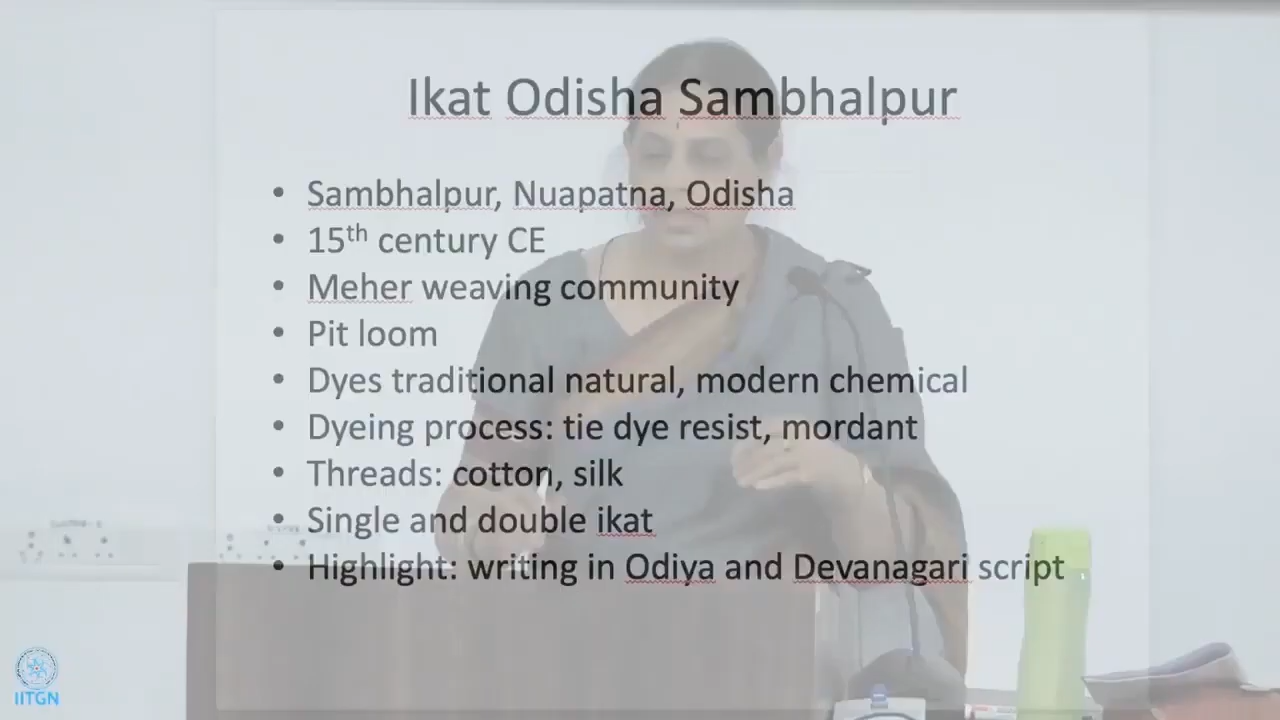 Ikat Odisha Sambhalpur
• Sambhalpur, Nuapatna, Odisha
• 15th century CE
• Meher weaving community
• Pit loom
• Dyes traditional natural, modern chemical
• Dyeing process: tie dye resist, mordant
• Threads: cotton, silk
• Single and double ikat
• Highlight: writing in Odiya and Devanagari script
IITGN